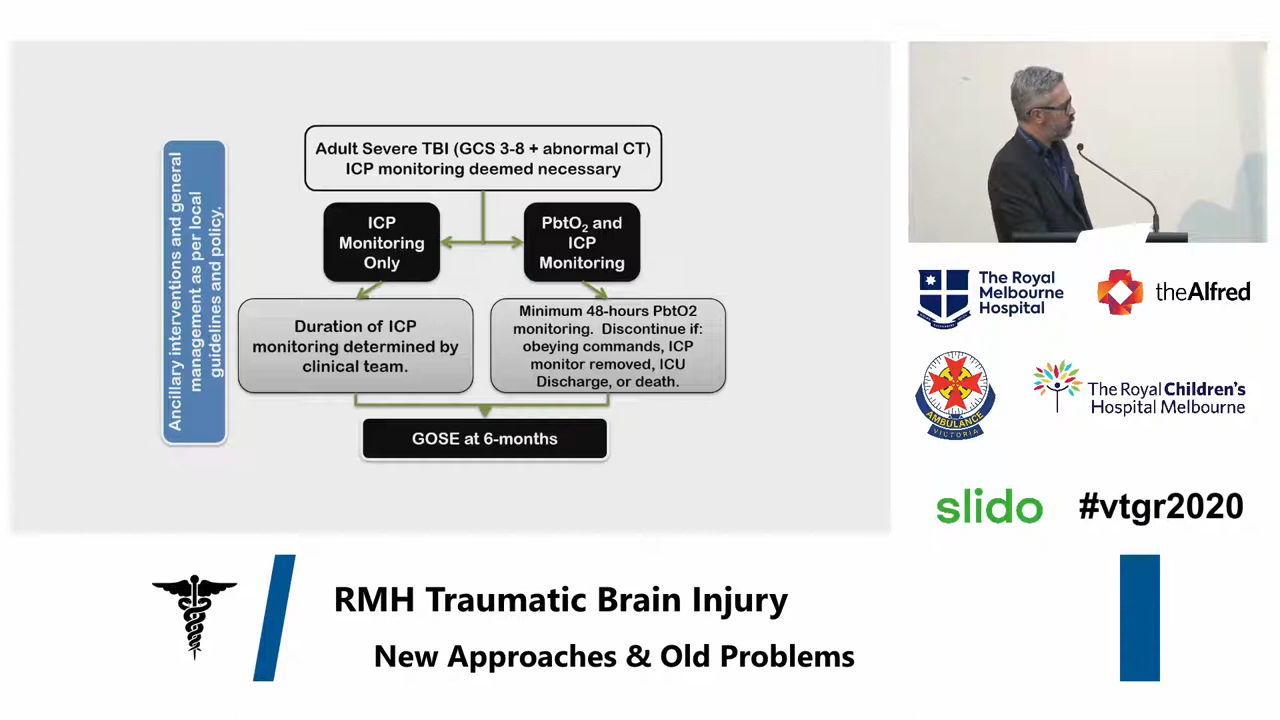 Ancillary interventions and general
management as per local
guidelines and policy.
Adult Severe TBI (GCS 3-8 + abnormal CT)
ICP monitoring deemed necessary
ICP
Monitoring
Only
PbtO₂ and
ICP
Monitoring
Duration of ICP
monitoring determined by
clinical team.
Minimum 48-hours PbtO2
monitoring. Discontinue if:
obeying commands, ICP
monitor removed, ICU
Discharge, or death.
GOSE at 6-months
The Royal
Melbourne
Hospital
theAlfred
AMBULANCE
VICTORIA
The Royal Children's
Hospital Melbourne
slido
#vtgr2020
RMH Traumatic Brain Injury
New Approaches & Old Problems